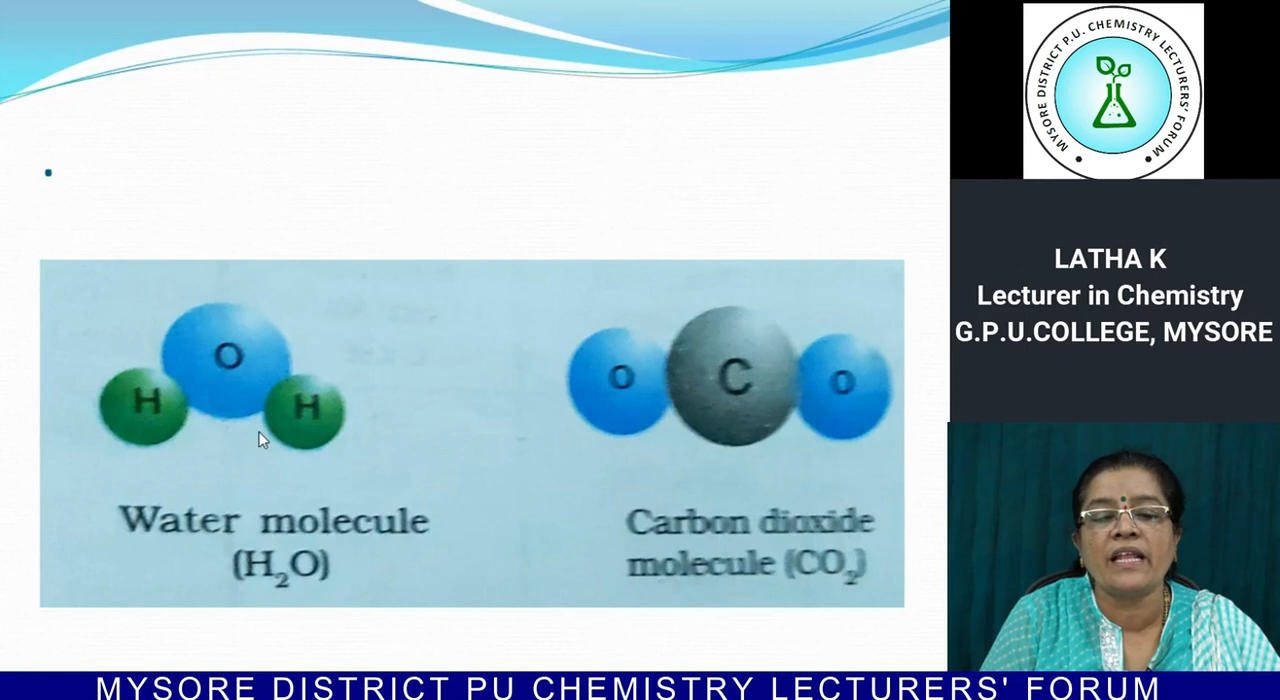 MYSORE DISTRICT P.U. CHEMISTRY LECTURERS' FORUM
LATHA K
Lecturer in Chemistry
G.P.U.COLLEGE, MYSORE
H O H
O C O
Water molecule
(H₂O)
Carbon dioxide
molecule (CO₂)
MYSORE DISTRICT PU CHEMISTRY LECTURERS' FORUM